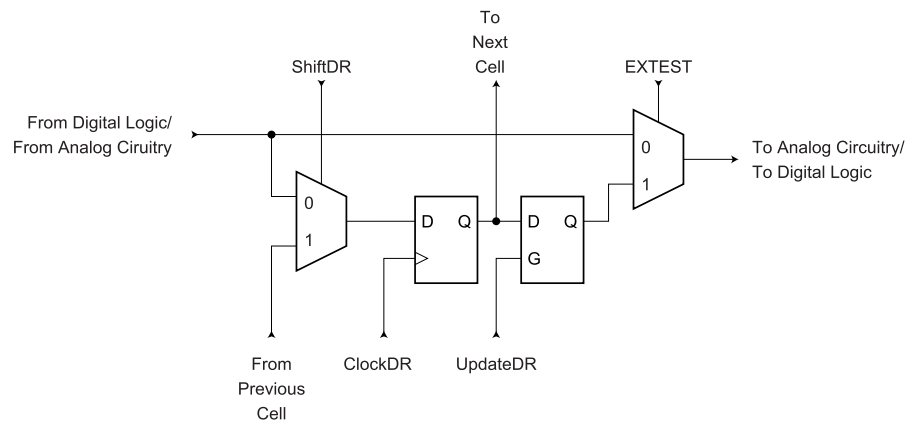 To
Next
Cell
ShiftDR
EXTEST
From Digital Logic/
From Analog Ciruitry
0
1
To Analog Circuitry/
To Digital Logic
0
1
D Q
D Q
G
From
Previous
Cell
ClockDR
UpdateDR